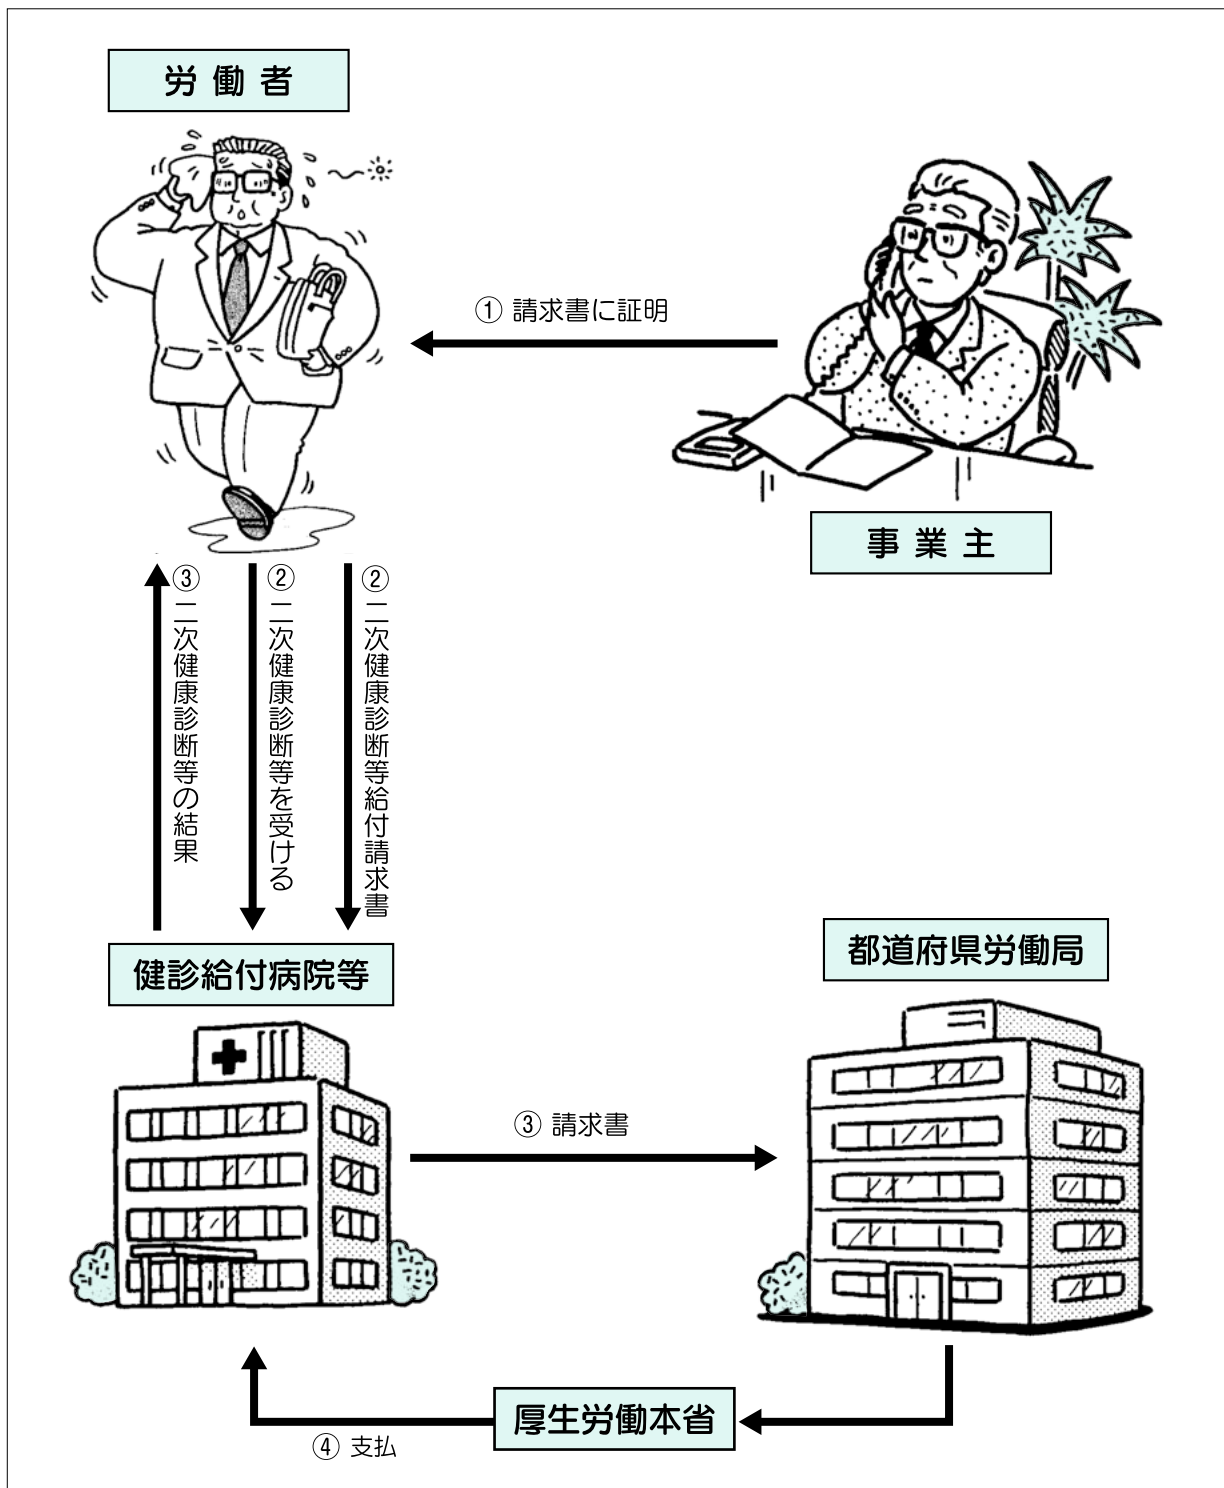 労働者
① 請求書に証明
事業主
② 二次健康診断等給付請求書
② 二次健康診断等を受ける
③ 二次健康診断等の結果
健診給付病院等
都道府県労働局
③ 請求書
厚生労働本省
④ 支払